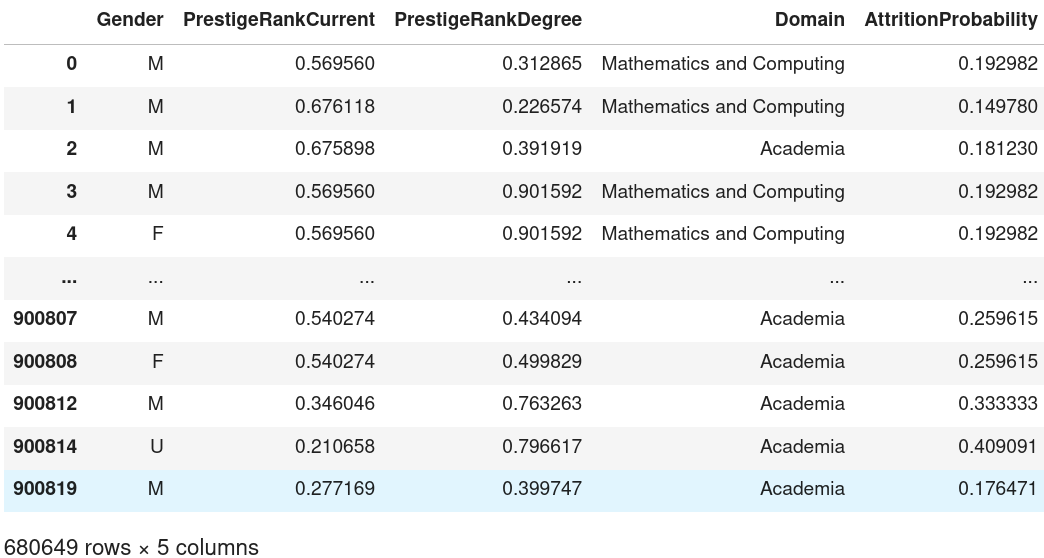 Gender PrestigeRankCurrent PrestigeRankDegree Domain AttritionProbability
0 M 0.569560 0.312865 Mathematics and Computing 0.192982
1 M 0.676118 0.226574 Mathematics and Computing 0.149780
2 M 0.675898 0.391919 Academia 0.181230
3 M 0.569560 0.901592 Mathematics and Computing 0.192982
4 F 0.569560 0.901592 Mathematics and Computing 0.192982
... ... ... ... ... ...
900807 M 0.540274 0.434094 Academia 0.259615
900808 F 0.540274 0.499829 Academia 0.259615
900812 M 0.346046 0.763263 Academia 0.333333
900814 U 0.210658 0.796617 Academia 0.409091
900819 M 0.277169 0.399747 Academia 0.176471
680649 rows × 5 columns